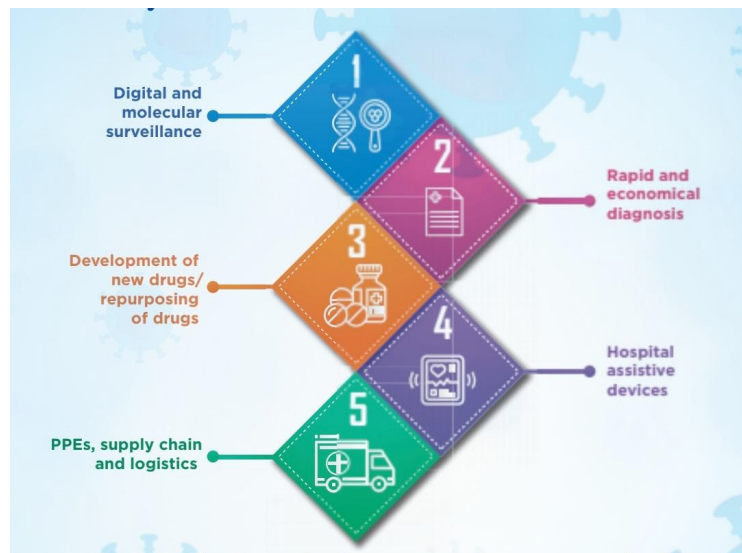 1
Digital and
molecular
surveillance
2
Rapid and
economical
diagnosis
3
Development of
new drugs/
repurposing
of drugs
4
Hospital
assistive
devices
5
PPEs, supply chain
and logistics